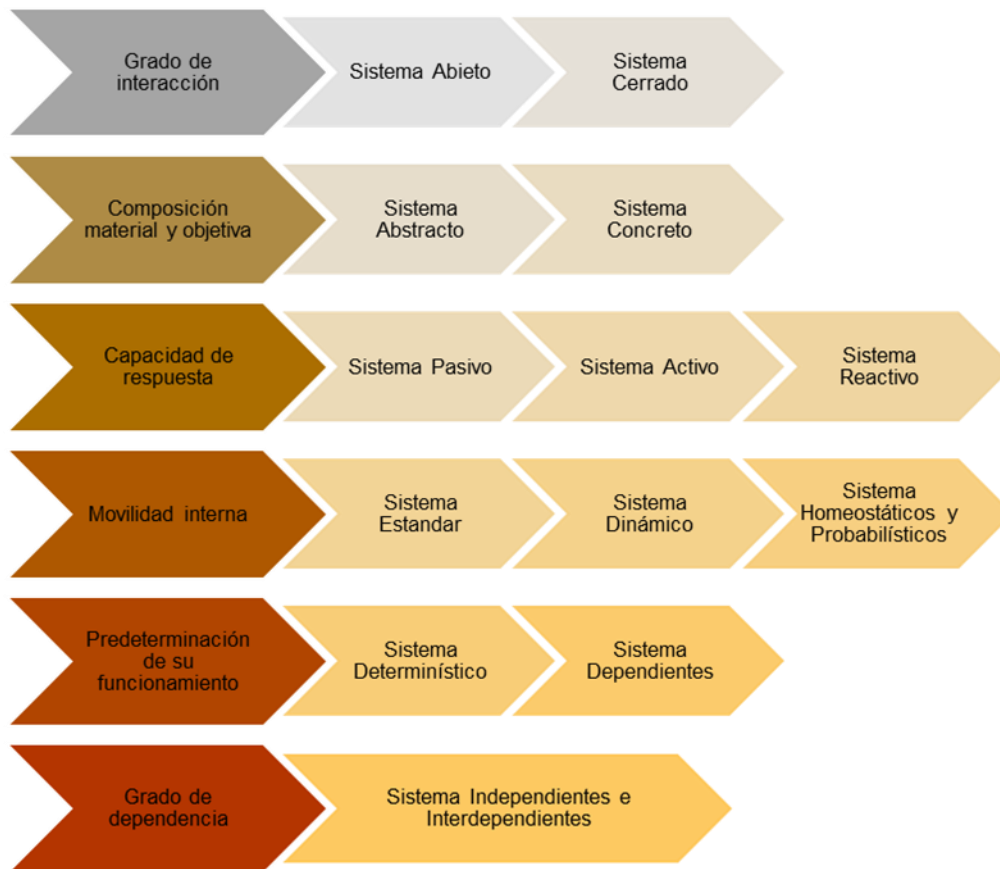 Grado de
interacción
Sistema Abieto
Sistema
Cerrado
Composición
material y objetiva
Sistema
Abstracto
Sistema
Concreto
Capacidad de
respuesta
Sistema Pasivo
Sistema Activo
Sistema
Reactivo
Movilidad interna
Sistema
Estandar
Sistema
Dinámico
Sistema
Homeostáticos y
Probabilísticos
Predeterminación
de su
funcionamiento
Sistema
Determinístico
Sistema
Dependientes
Grado de
dependencia
Sistema Independientes e
Interdependientes